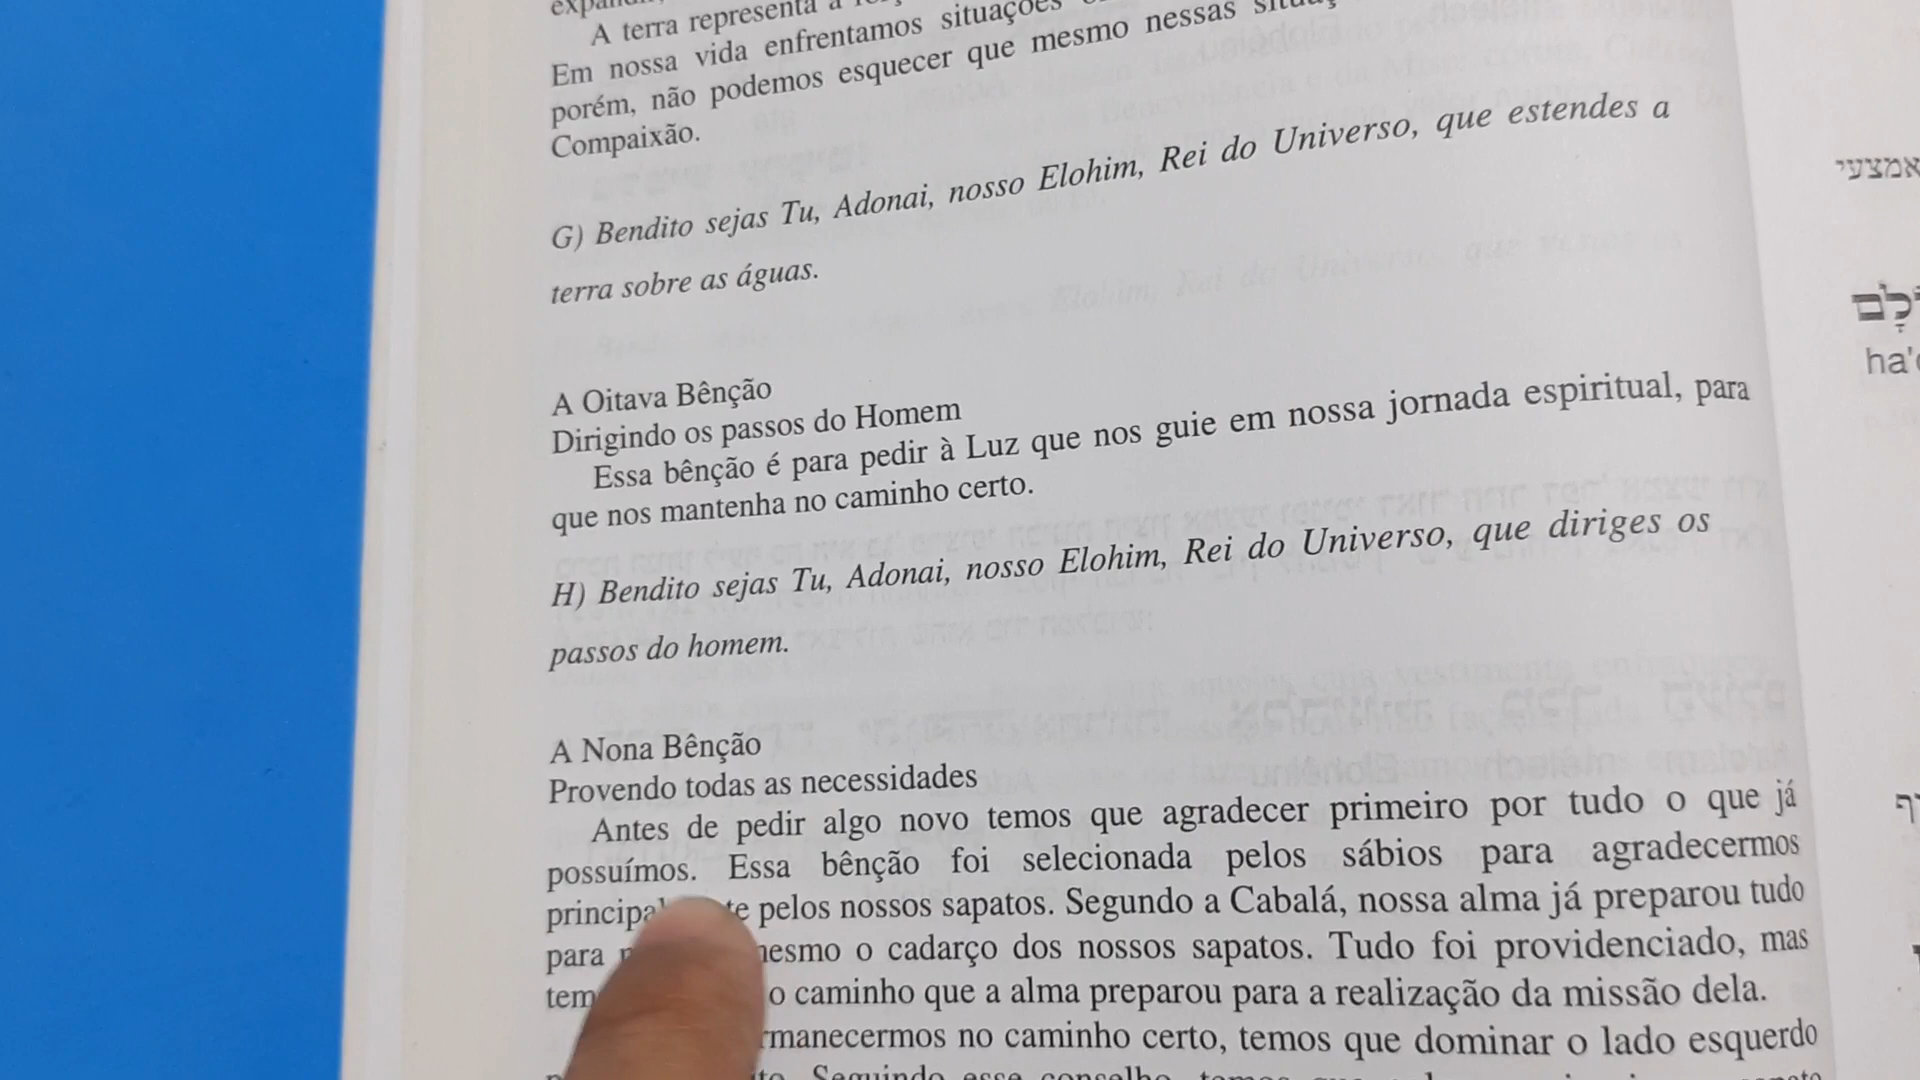 A terra representa a
Em nossa vida enfrentamos situações
porém, não podemos esquecer que mesmo nessas
Compaixão.
G) Bendito sejas Tu, Adonai, nosso Elohim, Rei do Universo, que estendes a
terra sobre as águas.
A Oitava Bênção
Dirigindo os passos do Homem
Essa bênção é para pedir à Luz que nos guie em nossa jornada espiritual, para
que nos mantenha no caminho certo.
H) Bendito sejas Tu, Adonai, nosso Elohim, Rei do Universo, que diriges os
passos do homem.
A Nona Bênção
Provendo todas as necessidades
Antes de pedir algo novo temos que agradecer primeiro por tudo o que já
possuímos. Essa bênção foi selecionada pelos sábios para agradecermos
pelos nossos sapatos. Segundo a Cabalá, nossa alma já preparou tudo
para o cadarço dos nossos sapatos. Tudo foi providenciado, mas
o caminho que a alma preparou para a realização da missão dela.
no caminho certo, temos que dominar o lado esquerdo
Seguindo esse conselho, temos